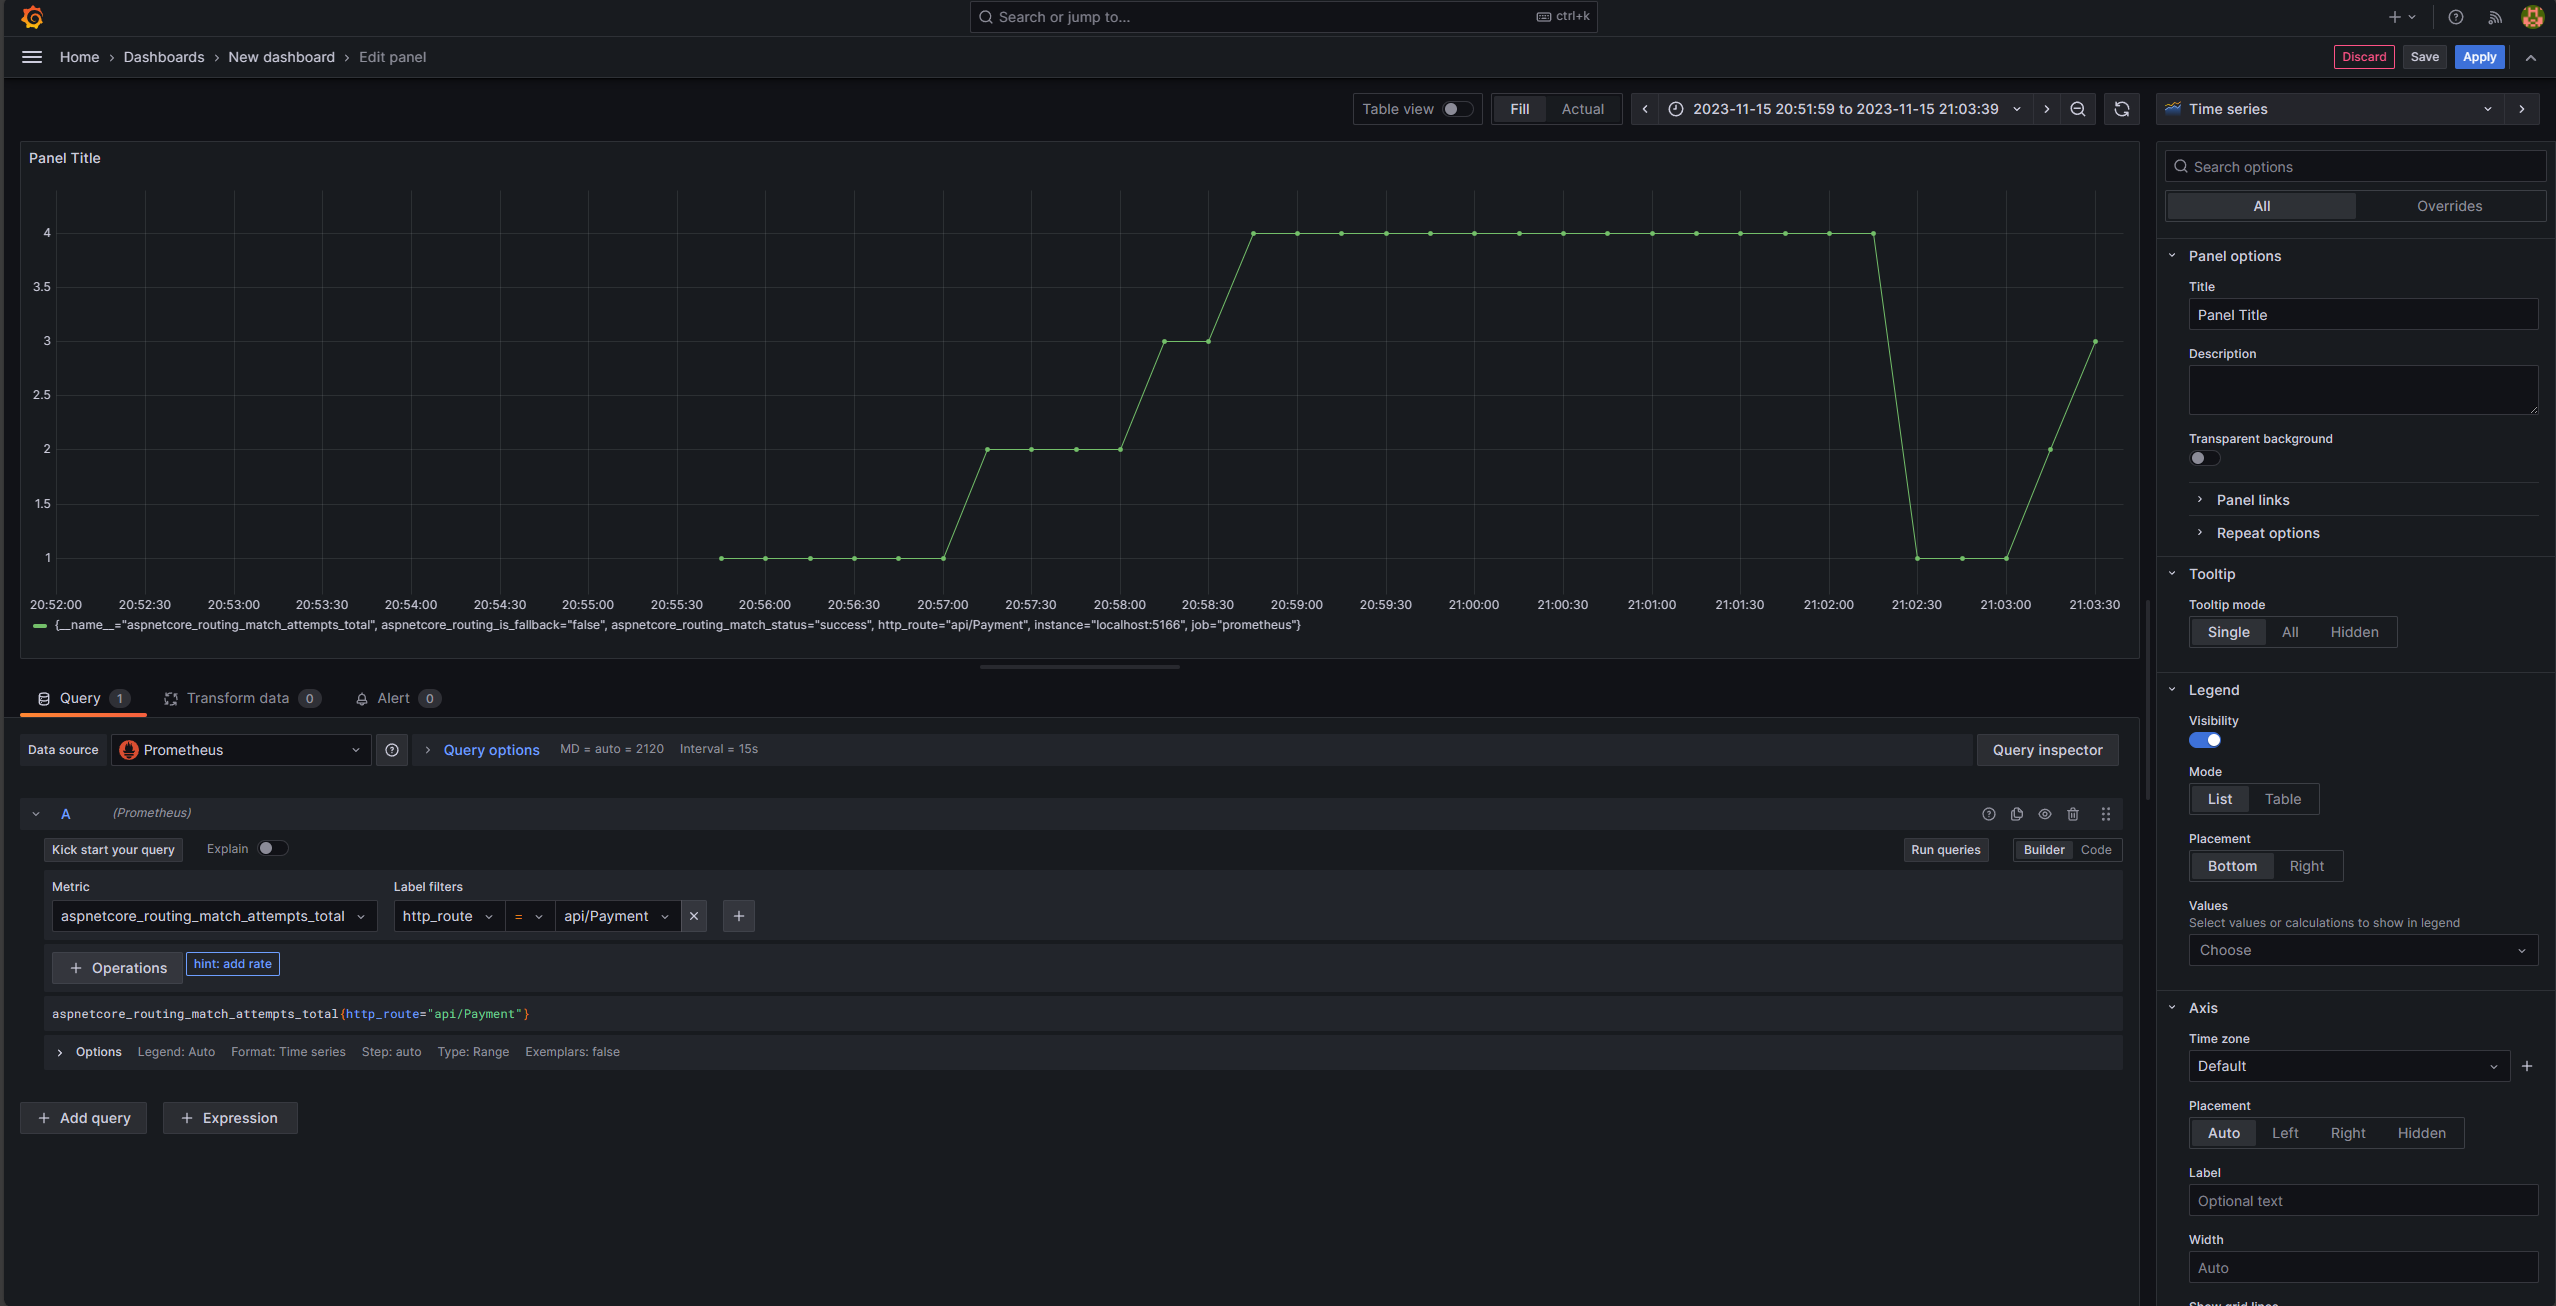 Search or jump to...
ctrl+k
Home › Dashboards › New dashboard › Edit panel
Discard
Save
Apply
Table view
Fill
Actual
2023-11-15 20:51:59 to 2023-11-15 21:03:39
Time series
Panel Title
4
3.5
3
2.5
2
1.5
1
20:52:00 20:52:30 20:53:00 20:53:30 20:54:00 20:54:30 20:55:00 20:55:30 20:56:00 20:56:30 20:57:00 20:57:30 20:58:00 20:58:30 20:59:00 20:59:30 21:00:00 21:00:30 21:01:00 21:01:30 21:02:00 21:02:30 21:03:00 21:03:30
{__name__="aspnetcore_routing_match_attempts_total", aspnetcore_routing_is_fallback="false", aspnetcore_routing_match_status="success", http_route="api/Payment", instance="localhost:5166", job="prometheus"}
Query 1
Transform data 0
Alert 0
Data source
Prometheus
Query options
MD = auto = 2120
Interval = 15s
Query inspector
A
(Prometheus)
Kick start your query
Explain
Run queries
Builder
Code
Metric
Label filters
aspnetcore_routing_match_attempts_total
http_route
=
api/Payment
+ Operations
hint: add rate
aspnetcore_routing_match_attempts_total{http_route="api/Payment"}
Options
Legend: Auto
Format: Time series
Step: auto
Type: Range
Exemplars: false
+ Add query
+ Expression
Search options
All
Overrides
Panel options
Title
Panel Title
Description
Transparent background
Panel links
Repeat options
Tooltip
Tooltip mode
Single
All
Hidden
Legend
Visibility
Mode
List
Table
Placement
Bottom
Right
Values
Select values or calculations to show in legend
Choose
Axis
Time zone
Default
Placement
Auto
Left
Right
Hidden
Label
Optional text
Width
Auto
Show grid lines